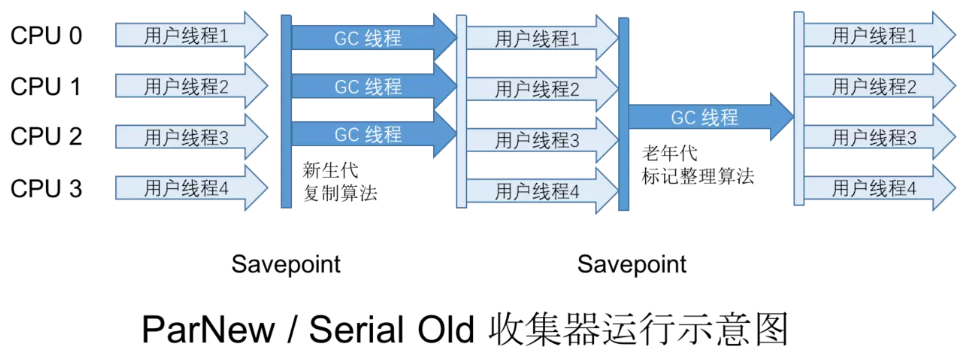 CPU 0 用户线程1 GC 线程 用户线程1 用户线程1
CPU 1 用户线程2 GC 线程 用户线程2 GC 线程 用户线程2
CPU 2 用户线程3 GC 线程 用户线程3 用户线程3
CPU 3 用户线程4 用户线程4 用户线程4
新生代
复制算法
老年代
标记整理算法
Savepoint Savepoint
ParNew / Serial Old 收集器运行示意图